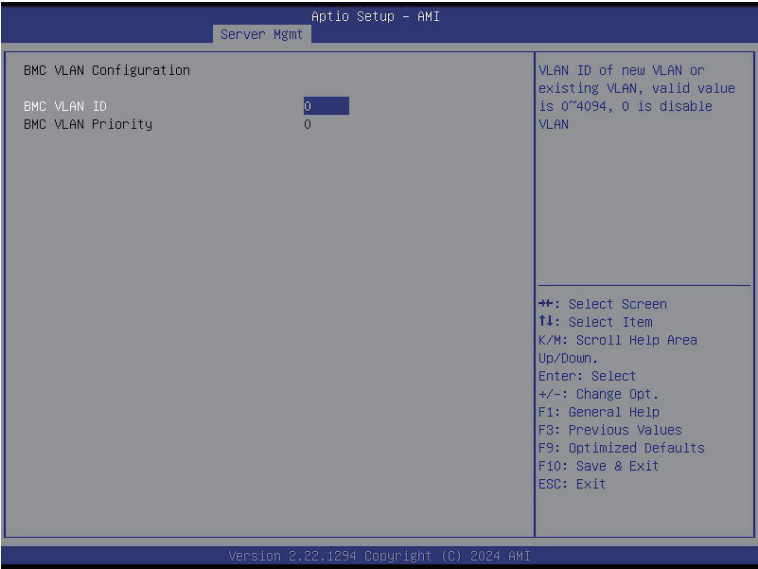 Aptio Setup – AMI
Server Mgmt
BMC VLAN Configuration
BMC VLAN ID 0
BMC VLAN Priority 0
VLAN ID of new VLAN or
existing VLAN, valid value
is 0~4094, 0 is disable
VLAN
→←: Select Screen
↑↓: Select Item
K/M: Scroll Help Area
Up/Down.
Enter: Select
+/-: Change Opt.
F1: General Help
F3: Previous Values
F9: Optimized Defaults
F10: Save & Exit
ESC: Exit
Version 2.22.1294 Copyright (C) 2024 AMI